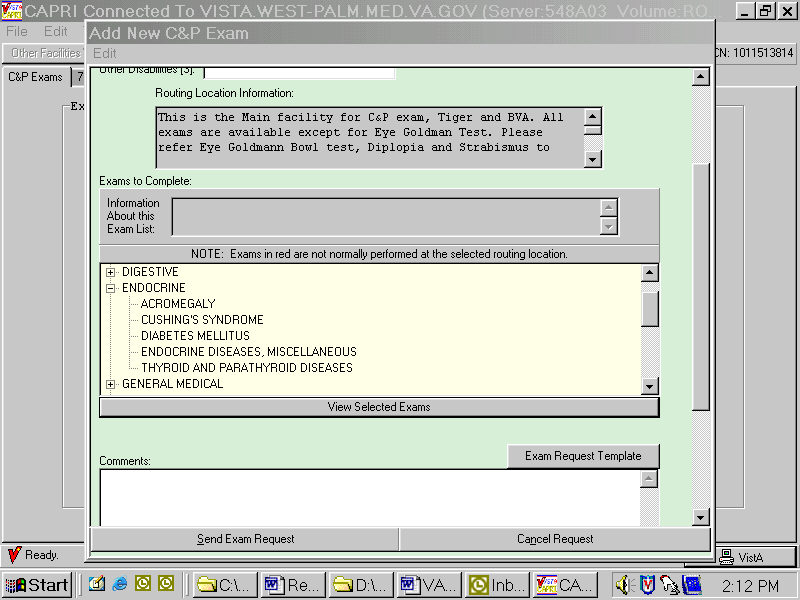 CAPRI Connected To VISTA.WEST-PALM.MED.VA.GOV (Server:548A03 Volume:RO
File Edit
Add New C&P Exam
Edit
Other Facilities
CN: 1011513814
C&P Exams
7
Ex
Other Disabilities [3]:
Routing Location Information:
This is the Main facility for C&P exam, Tiger and BVA. All
exams are available except for Eye Goldman Test. Please
refer Eye Goldmann Bowl test, Diplopia and Strabismus to
Exams to Complete:
Information
About this
Exam List:
NOTE: Exams in red are not normally performed at the selected routing location.
DIGESTIVE
ENDOCRINE
ACROMEGALY
CUSHING'S SYNDROME
DIABETES MELLITUS
ENDOCRINE DISEASES, MISCELLANEOUS
THYROID AND PARATHYROID DISEASES
GENERAL MEDICAL
View Selected Exams
Exam Request Template
Comments:
Send Exam Request
Cancel Request
Ready.
VistA
Start
C:\...
Re...
D:\...
VA...
Inb...
CA...
2:12 PM